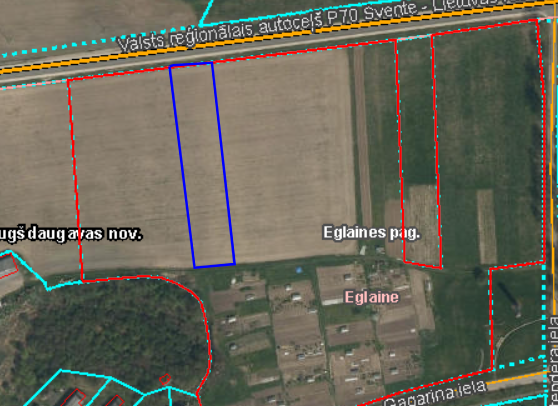 Valsts reģionālais autoceļš P70 Svente - Lietuvas
ugšdaugavas nov.
Eglaines pag.
Eglaine
Gagarina iela